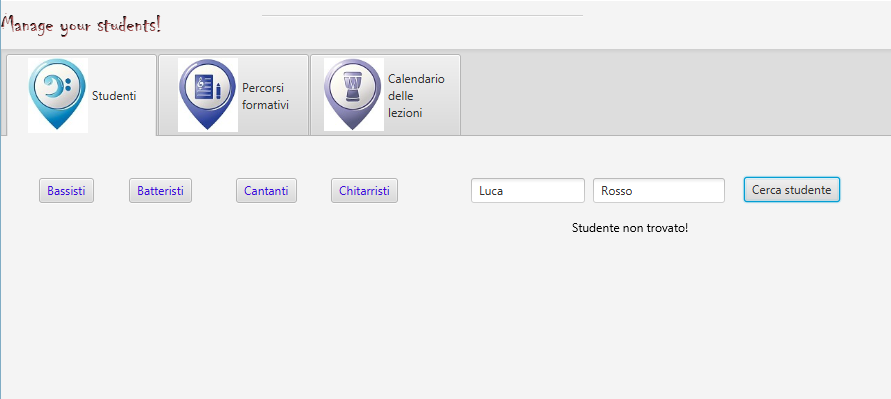 Manage your students!
Studenti
Percorsi
formativi
Calendario
delle
lezioni
Bassisti
Batteristi
Cantanti
Chitarristi
Luca
Rosso
Cerca studente
Studente non trovato!